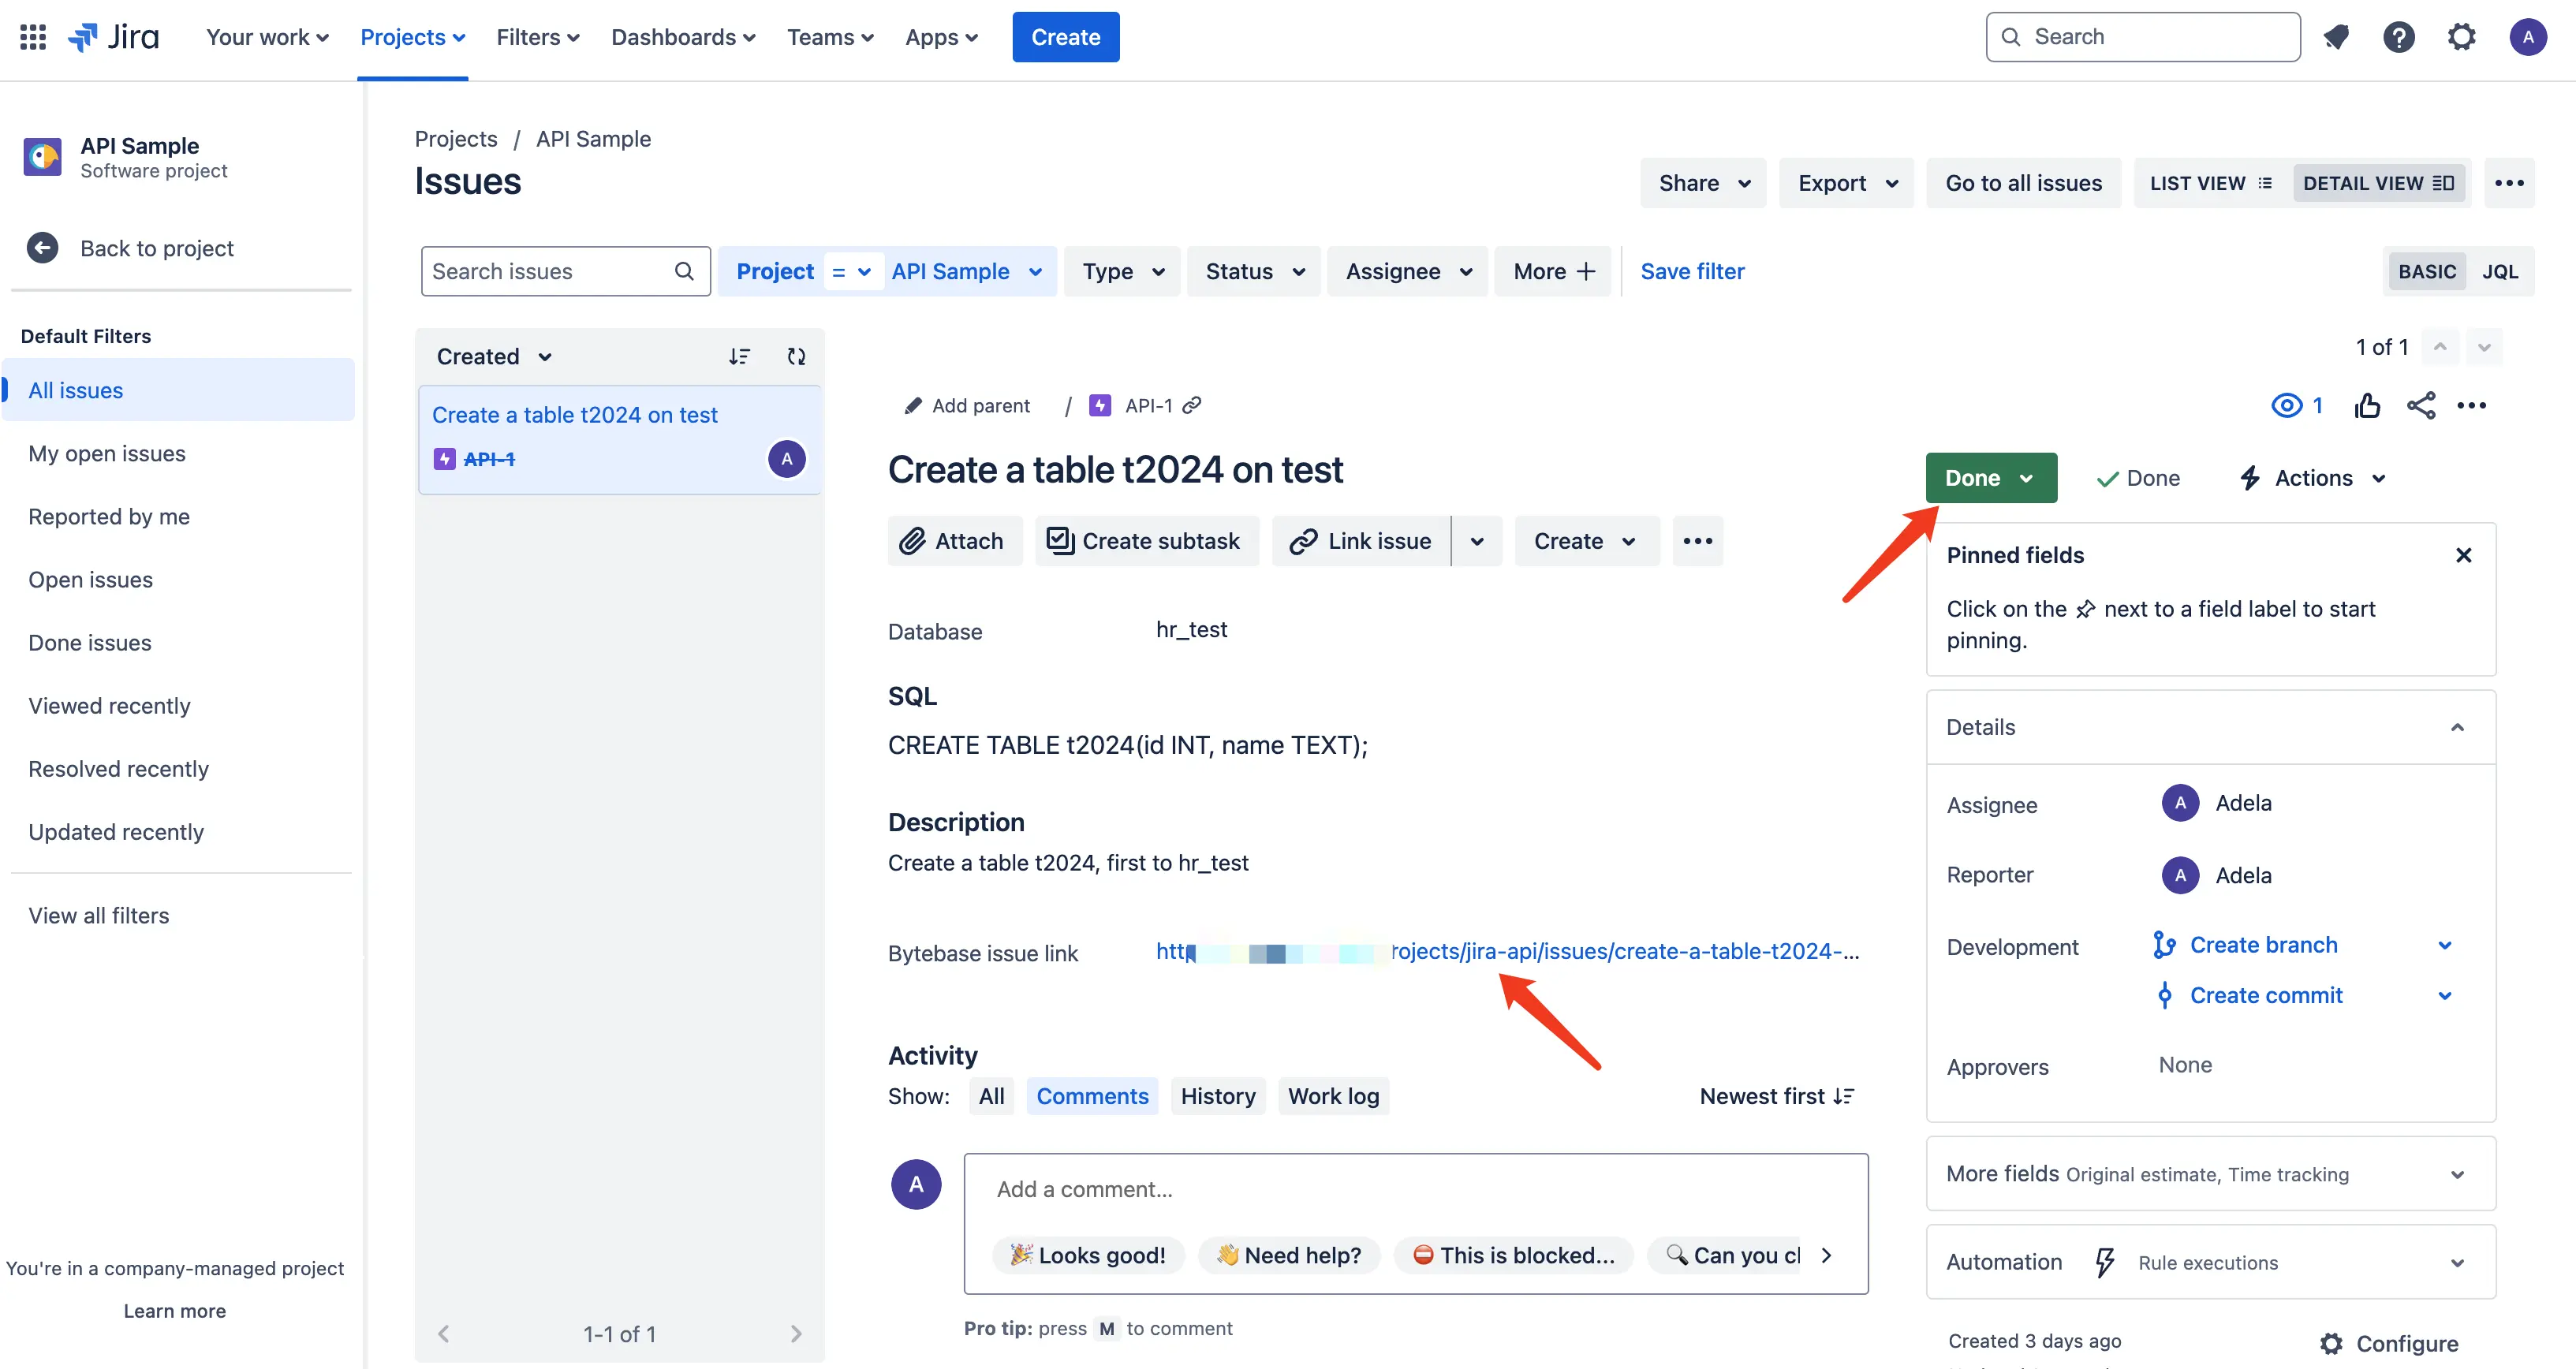 Jira Your work Projects Filters Dashboards Teams Apps Create Search A
API Sample
Software project
Back to project
Default Filters
All issues
My open issues
Reported by me
Open issues
Done issues
Viewed recently
Resolved recently
Updated recently
View all filters
You're in a company-managed project
Learn more
Projects / API Sample
Issues
Share Export Go to all issues LIST VIEW DETAIL VIEW
Search issues Project = API Sample Type Status Assignee More + Save filter BASIC JQL
Created
Create a table t2024 on test
API-1 A
1-1 of 1
1 of 1
Add parent / API-1
1
Create a table t2024 on test
Attach Create subtask Link issue Create
Database hr_test
SQL
CREATE TABLE t2024(id INT, name TEXT);
Description
Create a table t2024, first to hr_test
Bytebase issue link rojects/jira-api/issues/create-a-table-t2024-...
Activity
Show: All Comments History Work log Newest first
A Add a comment...
Looks good! Need help? This is blocked... Can you
Pro tip: press M to comment
Done Done Actions
Pinned fields
Click on the next to a field label to start
pinning.
Details
Assignee A Adela
Reporter A Adela
Development Create branch
Create commit
Approvers None
More fields Original estimate, Time tracking
Automation Rule executions
Created 3 days ago Configure